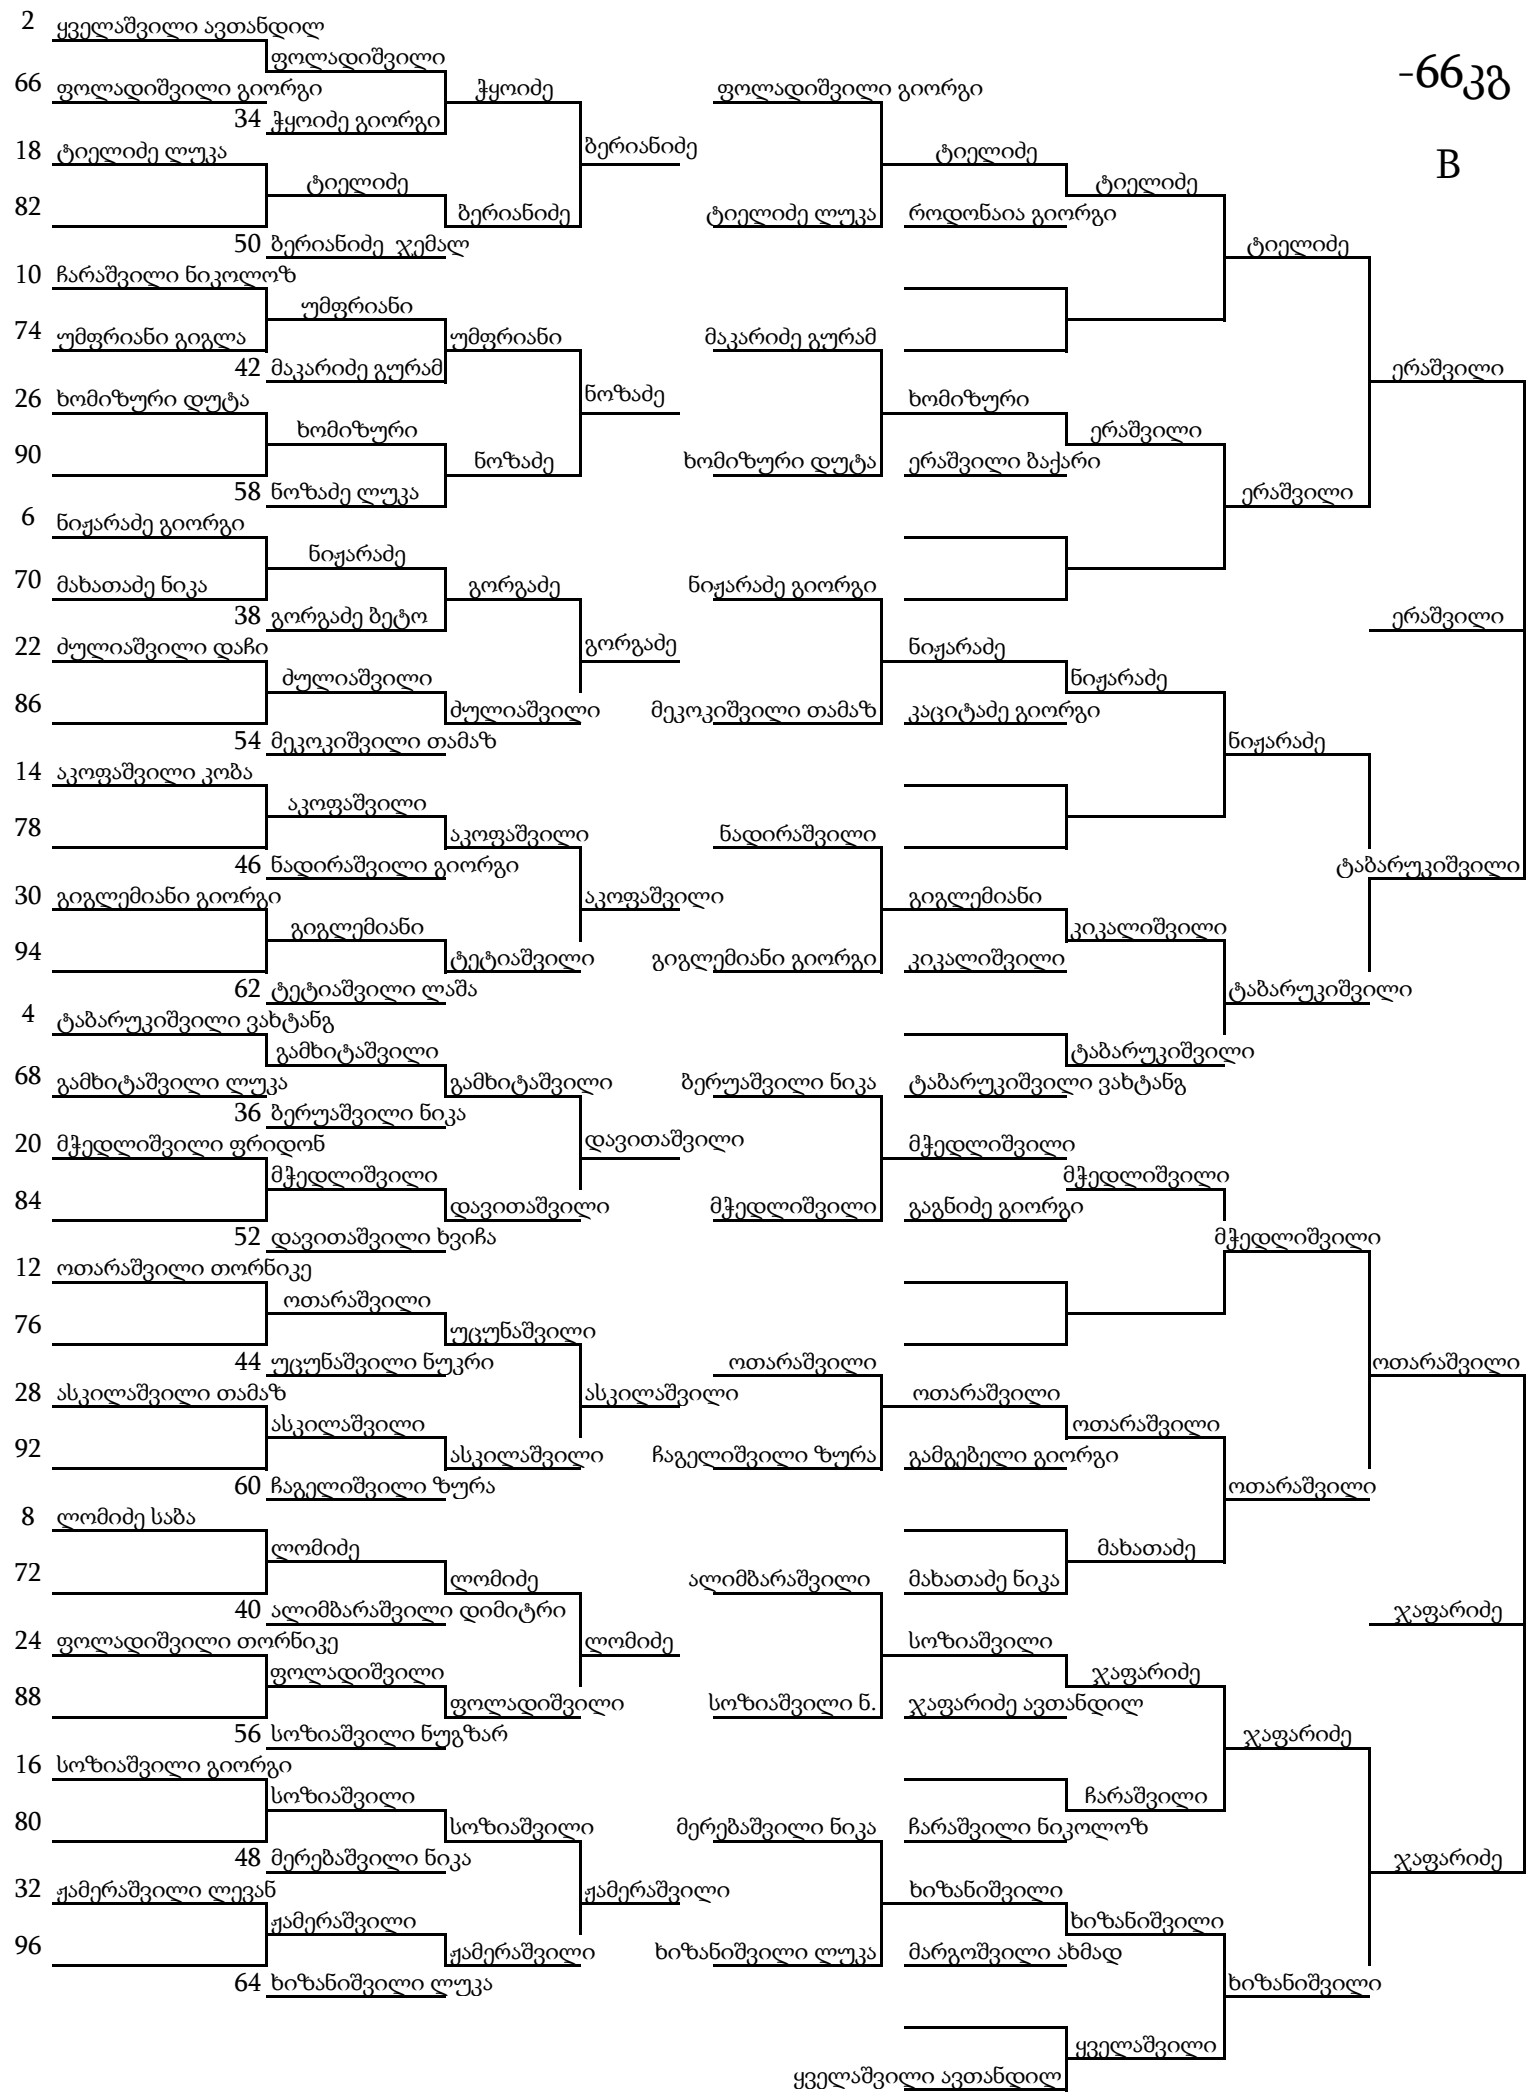 2 ყველაშვილი ავთანდილ
ფოლადიშვილი
-66კგ
66 ფოლადიშვილი გიორგი ჭყოიძე ფოლადიშვილი გიორგი
34 ჭყოიძე გიორგი
18 ტიელიძე ლუკა ბერიანიძე ტიელიძე
B
ტიელიძე ტიელიძე
82 ბერიანიძე ტიელიძე ლუკა როდონაია გიორგი
50 ბერიანიძე ჯემალ ტიელიძე
10 ჩარაშვილი ნიკოლოზ
უმფრიანი
74 უმფრიანი გიგლა უმფრიანი მაკარიძე გურამ
42 მაკარიძე გურამ ერაშვილი
26 ხომიზური დუტა ნოზაძე ხომიზური
ხომიზური ერაშვილი
90 ნოზაძე ხომიზური დუტა ერაშვილი ბაქარი
58 ნოზაძე ლუკა ერაშვილი
6 ნიჟარაძე გიორგი
ნიჟარაძე
70 მახათაძე ნიკა გორგაძე ნიჟარაძე გიორგი
38 გორგაძე ბეტო ერაშვილი
22 ძულიაშვილი დაჩი გორგაძე ნიჟარაძე
ძულიაშვილი ნიჟარაძე
86 ძულიაშვილი მეკოკიშვილი თამაზ კაციტაძე გიორგი
54 მეკოკიშვილი თამაზ ნიჟარაძე
14 აკოფაშვილი კობა
აკოფაშვილი
78 აკოფაშვილი ნადირაშვილი
46 ნადირაშვილი გიორგი ტაბარუკიშვილი
30 გიგლემიანი გიორგი აკოფაშვილი გიგლემიანი
გიგლემიანი კიკალიშვილი
94 ტეტიაშვილი გიგლემიანი გიორგი კიკალიშვილი
62 ტეტიაშვილი ლაშა ტაბარუკიშვილი
4 ტაბარუკიშვილი ვახტანგ
გამხიტაშვილი ტაბარუკიშვილი
68 გამხიტაშვილი ლუკა გამხიტაშვილი ბერუაშვილი ნიკა ტაბარუკიშვილი ვახტანგ
36 ბერუაშვილი ნიკა
20 მჭედლიშვილი ფრიდონ დავითაშვილი მჭედლიშვილი
მჭედლიშვილი მჭედლიშვილი
84 დავითაშვილი მჭედლიშვილი გაგნიძე გიორგი
52 დავითაშვილი ხვიჩა მჭედლიშვილი
12 ოთარაშვილი თორნიკე
ოთარაშვილი
76 უცუნაშვილი
44 უცუნაშვილი ნუკრი ოთარაშვილი ოთარაშვილი
28 ასკილაშვილი თამაზ ასკილაშვილი ოთარაშვილი
ასკილაშვილი ოთარაშვილი
92 ასკილაშვილი ჩაგელიშვილი ზურა გამგებელი გიორგი
60 ჩაგელიშვილი ზურა ოთარაშვილი
8 ლომიძე საბა
ლომიძე მახათაძე
72 ლომიძე ალიმბარაშვილი მახათაძე ნიკა
40 ალიმბარაშვილი დიმიტრი ჯაფარიძე
24 ფოლადიშვილი თორნიკე ლომიძე სოზიაშვილი
ფოლადიშვილი ჯაფარიძე
88 ფოლადიშვილი სოზიაშვილი ნ. ჯაფარიძე ავთანდილ
56 სოზიაშვილი ნუგზარ ჯაფარიძე
16 სოზიაშვილი გიორგი
სოზიაშვილი ჩარაშვილი
80 სოზიაშვილი მერებაშვილი ნიკა ჩარაშვილი ნიკოლოზ
48 მერებაშვილი ნიკა ჯაფარიძე
32 ჟამერაშვილი ლევან ჟამერაშვილი ხიზანიშვილი
ჟამერაშვილი ხიზანიშვილი
96 ჟამერაშვილი ხიზანიშვილი ლუკა მარგოშვილი ახმად
64 ხიზანიშვილი ლუკა ხიზანიშვილი
ყველაშვილი
ყველაშვილი ავთანდილ